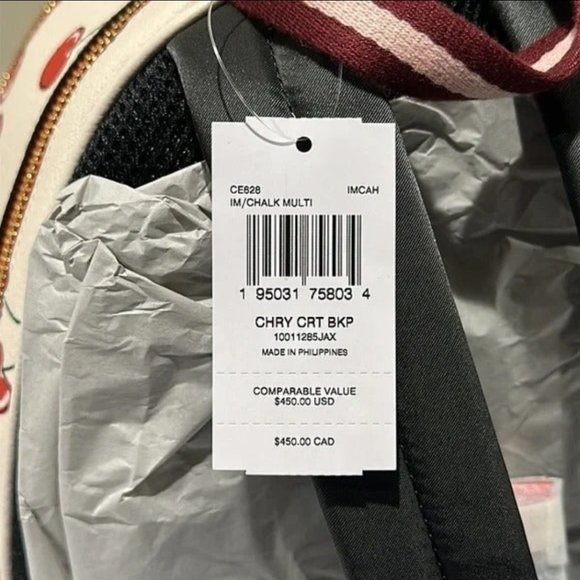 CE628 IMCAH
IM/CHALK MULTI
1 95031 75803 4
CHRY CRT BKP
10011285JAX
MADE IN PHILIPPINES
COMPARABLE VALUE
$450.00 USD
$450.00 CAD